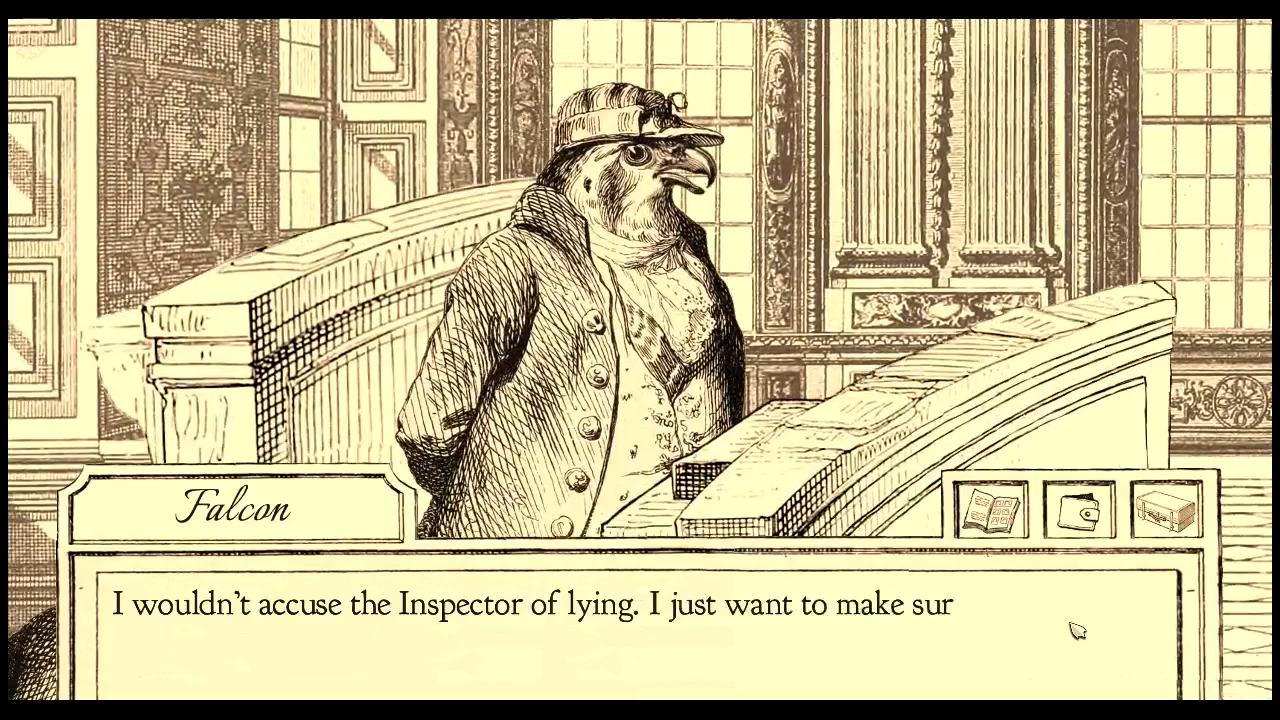 Falcon
I wouldn't accuse the Inspector of lying. I just want to make sur